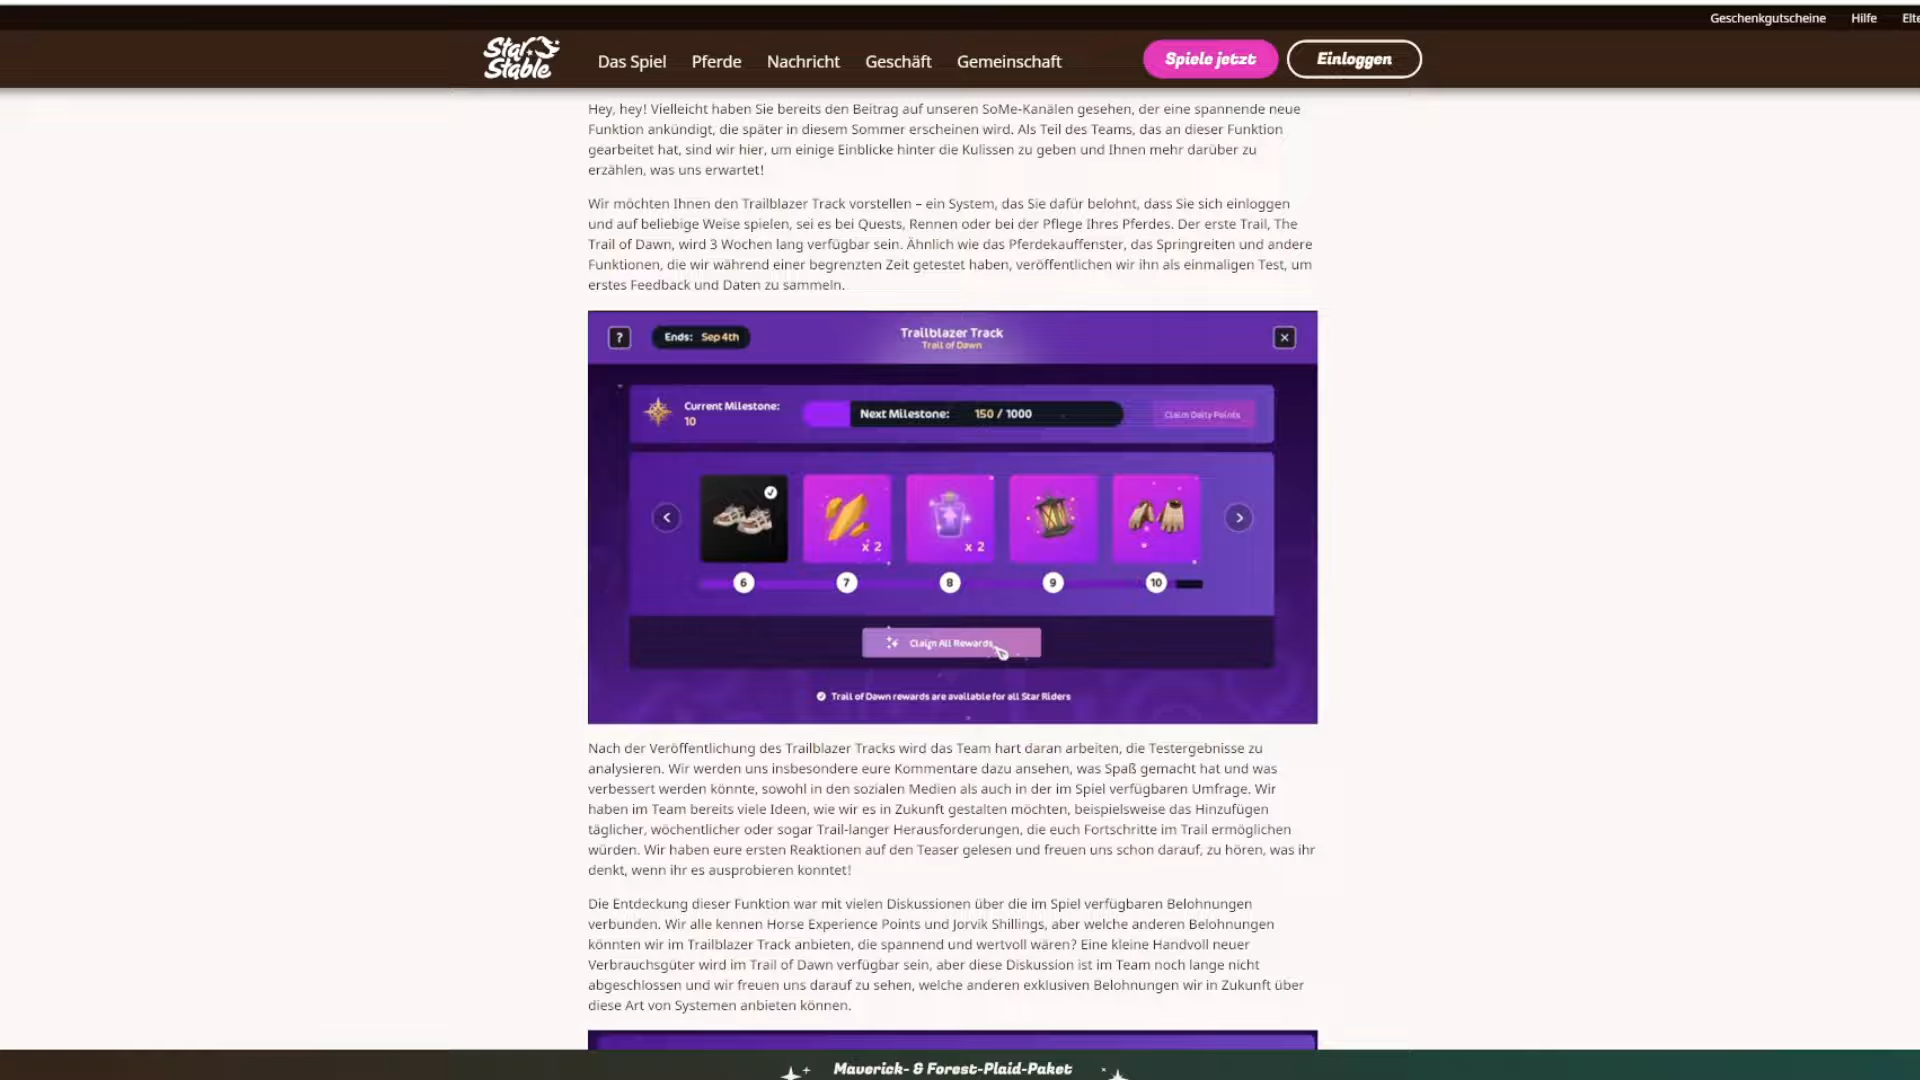 Geschenkgutscheine Hilfe
Star Stable
Das Spiel Pferde Nachricht Geschäft Gemeinschaft Spiele jetzt Einloggen
Hey, hey! Vielleicht haben Sie bereits den Beitrag auf unseren SoMe-Kanälen gesehen, der eine spannende neue
Funktion ankündigt, die später in diesem Sommer erscheinen wird. Als Teil des Teams, das an dieser Funktion
gearbeitet hat, sind wir hier, um einige Einblicke hinter die Kulissen zu geben und Ihnen mehr darüber zu
erzählen, was uns erwartet!
Wir möchten Ihnen den Trailblazer Track vorstellen – ein System, das Sie dafür belohnt, dass Sie sich einloggen
und auf beliebige Weise spielen, sei es bei Quests, Rennen oder bei der Pflege Ihres Pferdes. Der erste Trail, The
Trail of Dawn, wird 3 Wochen lang verfügbar sein. Ähnlich wie das Pferdekauffenster, das Springreiten und andere
Funktionen, die wir während einer begrenzten Zeit getestet haben, veröffentlichen wir ihn als einmaligen Test, um
erstes Feedback und Daten zu sammeln.
? Ends: Sep 4th Trailblazer Track
Trail of Dawn
Current Milestone:
10
Next Milestone: 150 / 1000
Claim Daily Points
x 2 x 2
6 7 8 9 10
Claim All Rewards
Trail of Dawn rewards are available for all Star Riders
Nach der Veröffentlichung des Trailblazer Tracks wird das Team hart daran arbeiten, die Testergebnisse zu
analysieren. Wir werden uns insbesondere eure Kommentare dazu ansehen, was Spaß gemacht hat und was
verbessert werden könnte, sowohl in den sozialen Medien als auch in der im Spiel verfügbaren Umfrage. Wir
haben im Team bereits viele Ideen, wie wir es in Zukunft gestalten möchten, beispielsweise das Hinzufügen
täglicher, wöchentlicher oder sogar Trail-langer Herausforderungen, die euch Fortschritte im Trail ermöglichen
würden. Wir haben eure ersten Reaktionen auf den Teaser gelesen und freuen uns schon darauf, zu hören, was ihr
denkt, wenn ihr es ausprobieren konntet!
Die Entdeckung dieser Funktion war mit vielen Diskussionen über die im Spiel verfügbaren Belohnungen
verbunden. Wir alle kennen Horse Experience Points und Jorvik Shillings, aber welche anderen Belohnungen
könnten wir im Trailblazer Track anbieten, die spannend und wertvoll wären? Eine kleine Handvoll neuer
Verbrauchsgüter wird im Trail of Dawn verfügbar sein, aber diese Diskussion ist im Team noch lange nicht
abgeschlossen und wir freuen uns darauf zu sehen, welche anderen exklusiven Belohnungen wir in Zukunft über
diese Art von Systemen anbieten können.
Maverick- & Forest-Plaid-Paket